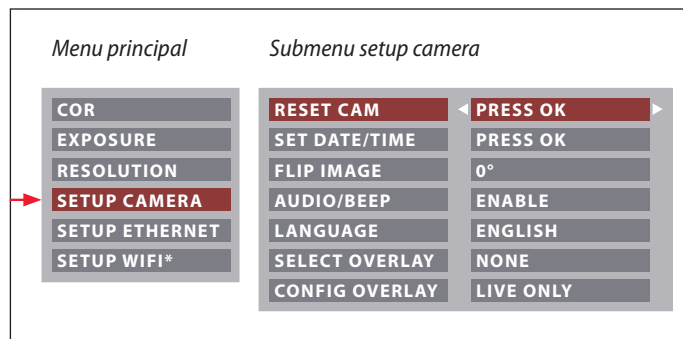 Menu principal
COR
EXPOSURE
RESOLUTION
SETUP CAMERA
SETUP ETHERNET
SETUP WIFI*
Submenu setup camera
RESET CAM PRESS OK
SET DATE/TIME PRESS OK
FLIP IMAGE 0°
AUDIO/BEEP ENABLE
LANGUAGE ENGLISH
SELECT OVERLAY NONE
CONFIG OVERLAY LIVE ONLY